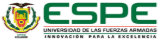 ESPE
UNIVERSIDAD DE LAS FUERZAS ARMADAS
INNOVACIÓN PARA LA EXCELENCIA